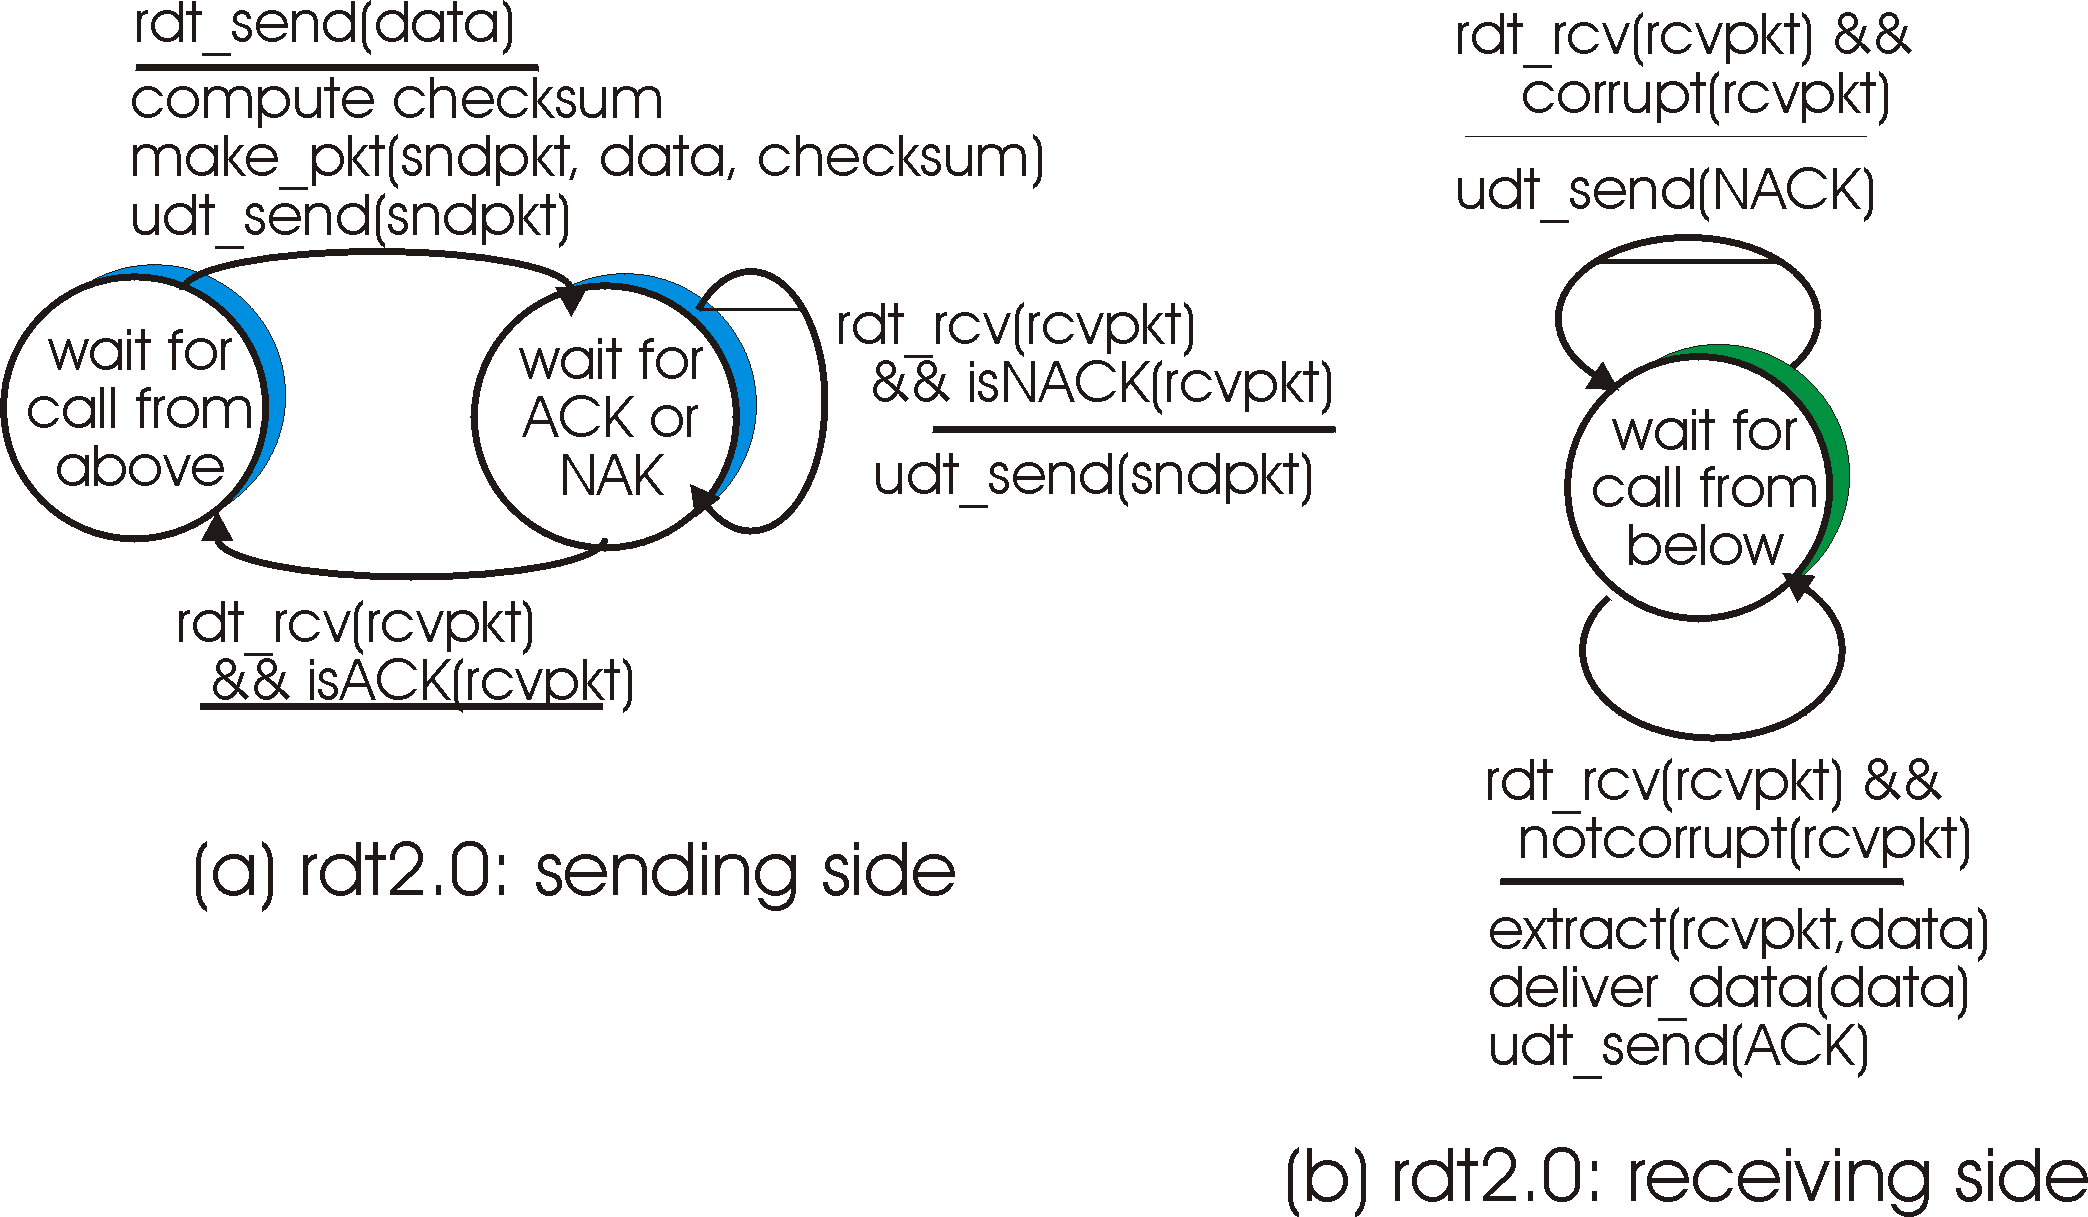 rdt_send(data)
compute checksum
make_pkt(sndpkt, data, checksum)
udt_send(sndpkt)
wait for
call from
above
wait for
ACK or
NAK
rdt_rcv(rcvpkt)
&& isNACK(rcvpkt)
udt_send(sndpkt)
rdt_rcv(rcvpkt)
&& isACK(rcvpkt)
(a) rdt2.0: sending side
rdt_rcv(rcvpkt) &&
corrupt(rcvpkt)
udt_send(NACK)
wait for
call from
below
rdt_rcv(rcvpkt) &&
notcorrupt(rcvpkt)
extract(rcvpkt,data)
deliver_data(data)
udt_send(ACK)
(b) rdt2.0: receiving side